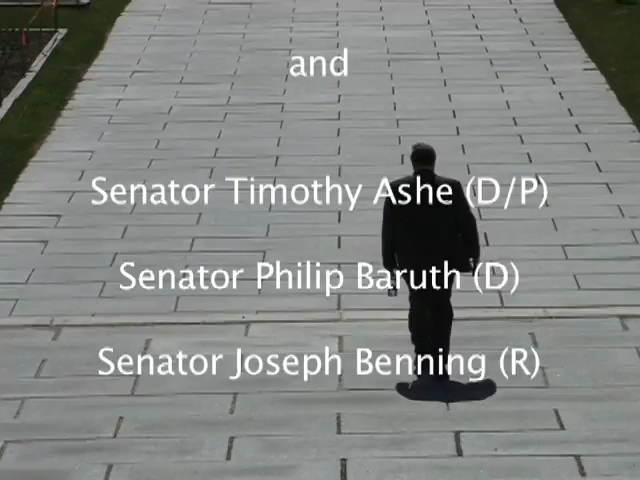 and
Senator Timothy Ashe (D/P)
Senator Philip Baruth (D)
Senator Joseph Benning (R)